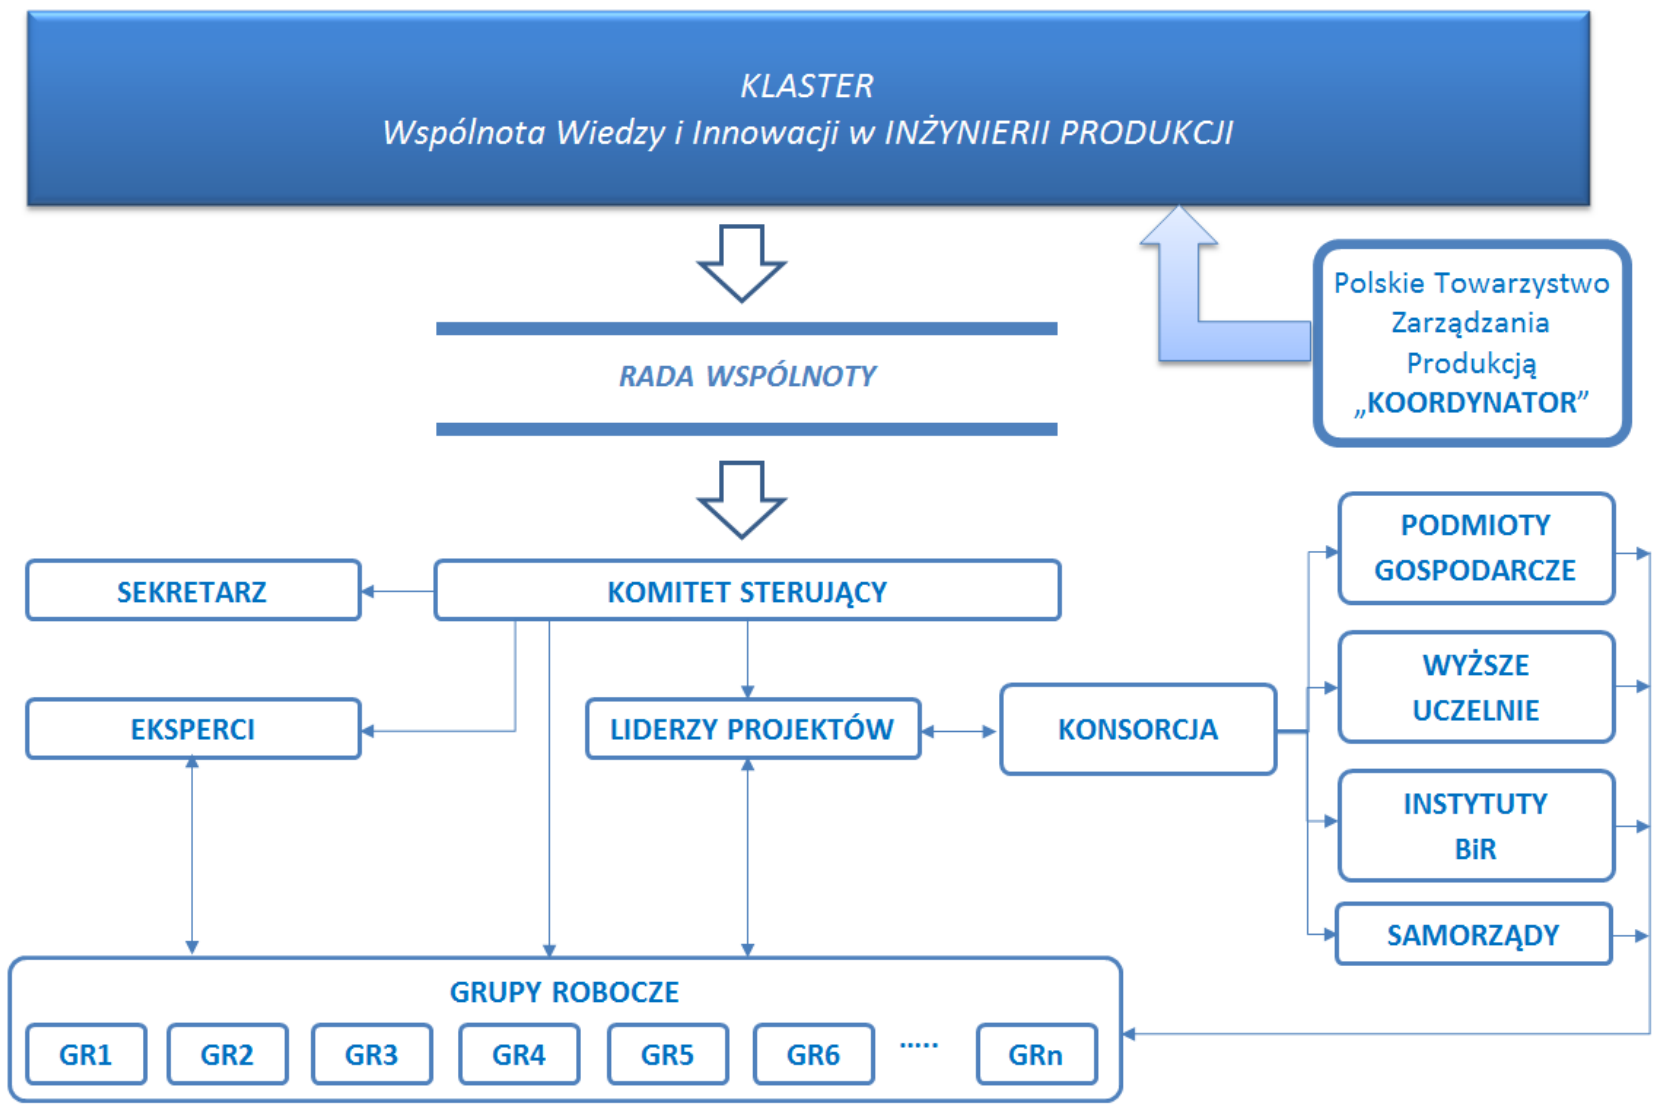 KLASTER
Wspólnota Wiedzy i Innowacji w INŻYNIERII PRODUKCJI
Polskie Towarzystwo
Zarządzania
Produkcją
„KOORDYNATOR”
RADA WSPÓLNOTY
SEKRETARZ
KOMITET STERUJĄCY
PODMIOTY
GOSPODARCZE
EKSPERCI
LIDERZY PROJEKTÓW
KONSORCJA
WYŻSZE
UCZELNIE
INSTYTUTY
BiR
SAMORZĄDY
GRUPY ROBOCZE
GR1
GR2
GR3
GR4
GR5
GR6
.....
GRn